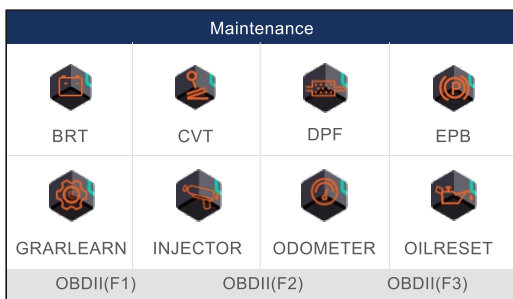 Maintenance
BRT CVT DPF EPB
GRARLEARN INJECTOR ODOMETER OILRESET
OBDII(F1) OBDII(F2) OBDII(F3)